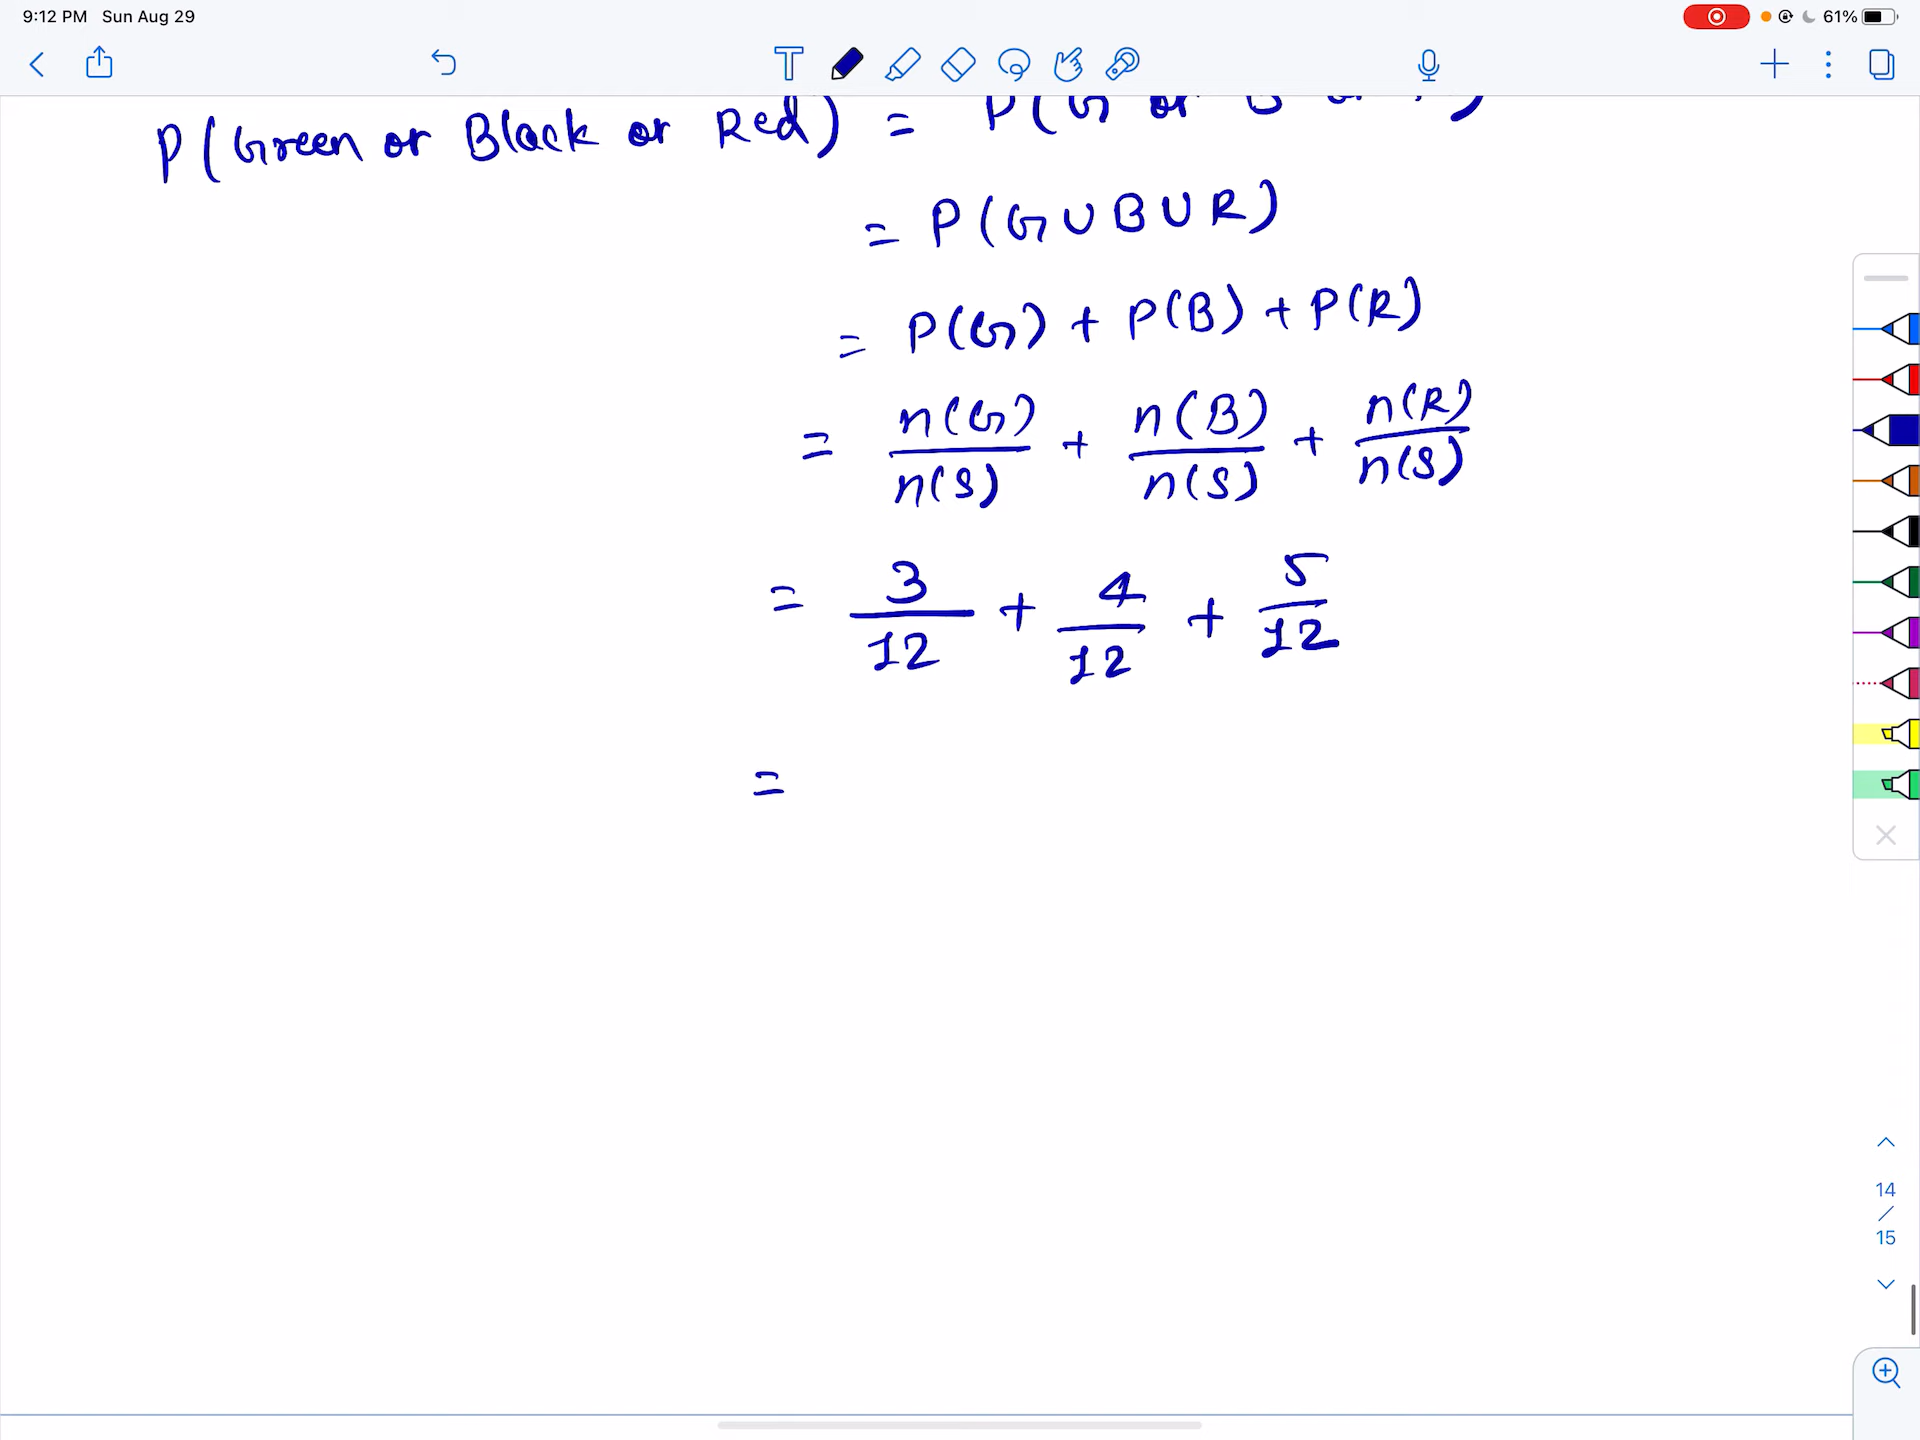 9:12 PM Sun Aug 29
61%
P(Green or Black or Red) = P(G or B
= P(G∪B∪R)
= P(G) + P(B) + P(R)
= n(G)/n(S) + n(B)/n(S) + n(R)/n(S)
= 3/12 + 4/12 + 5/12
=
14
/
15